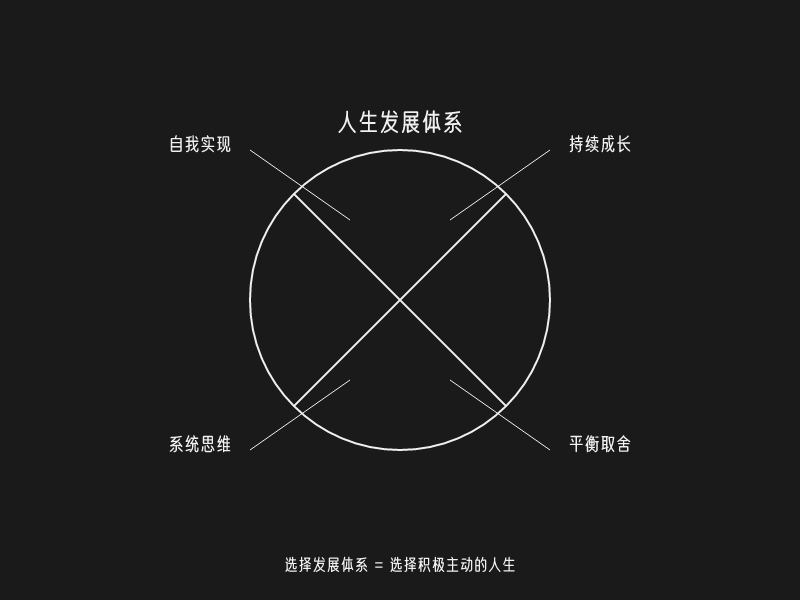 人生发展体系
自我实现
持续成长
系统思维
平衡取舍
选择发展体系 = 选择积极主动的人生